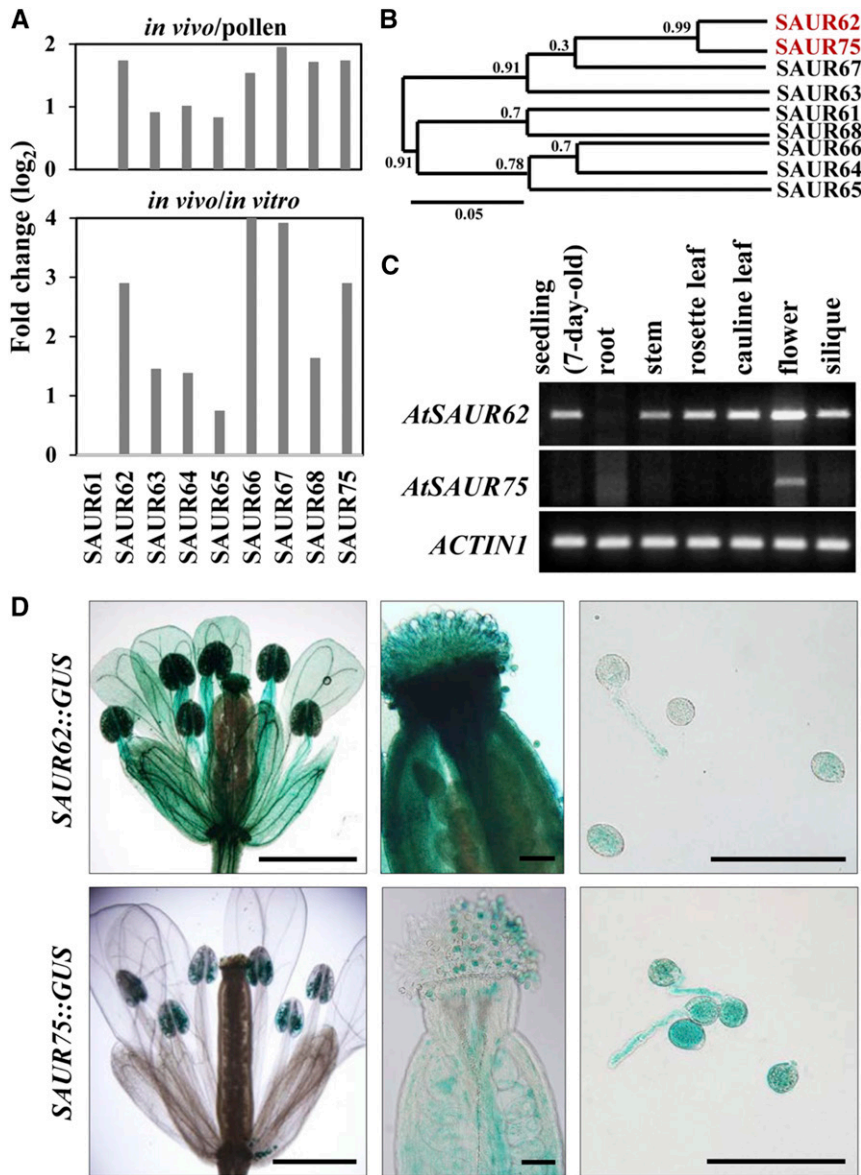 A
in vivo/pollen
2
1
0
in vivo/in vitro
4
3
2
1
0
Fold change (log2)
SAUR61
SAUR62
SAUR63
SAUR64
SAUR65
SAUR66
SAUR67
SAUR68
SAUR75
B
0.99
0.3
0.91
0.7
0.91
0.78
0.7
SAUR62
SAUR75
SAUR67
SAUR63
SAUR61
SAUR68
SAUR66
SAUR64
SAUR65
0.05
C
seedling
(7-day-old)
root
stem
rosette leaf
cauline leaf
flower
silique
AtSAUR62
AtSAUR75
ACTIN1
D
SAUR62::GUS
SAUR75::GUS